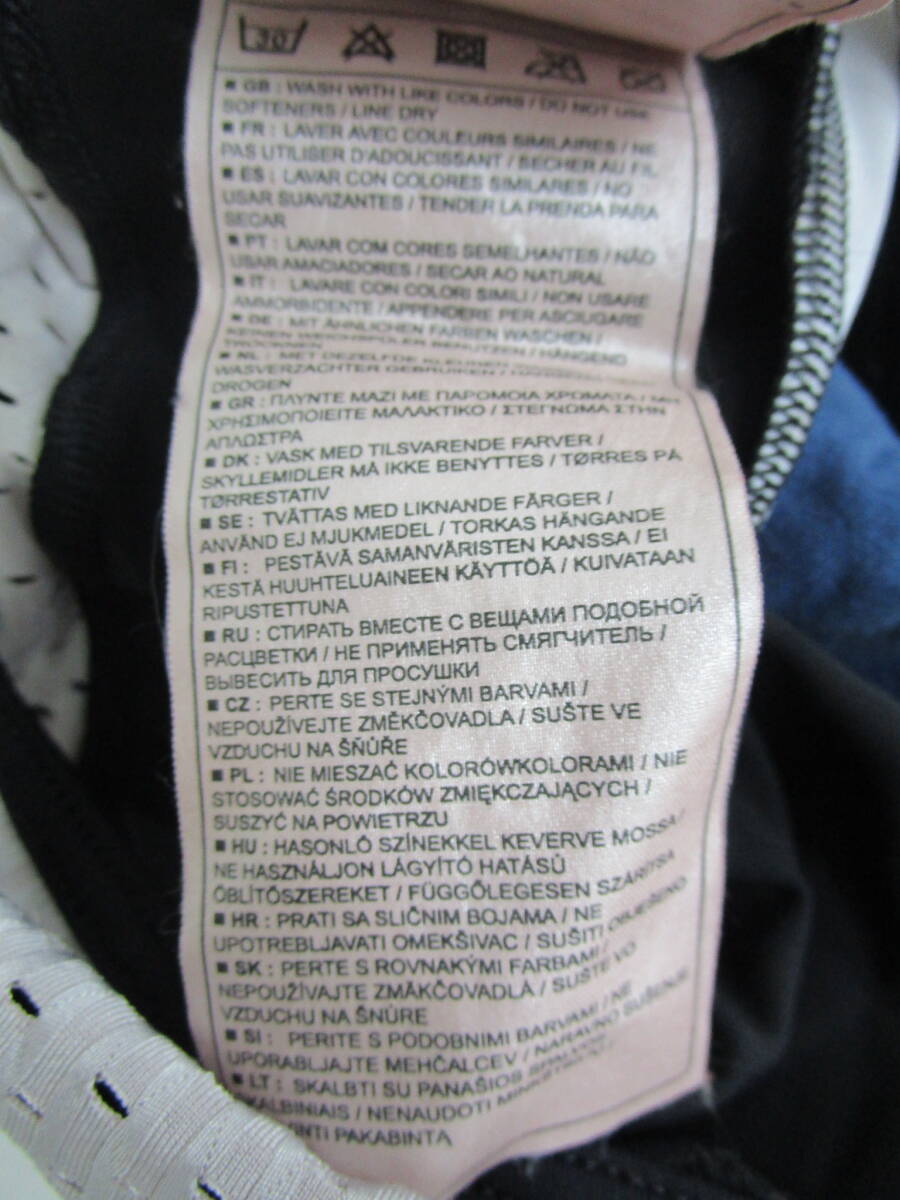 30
■ GB : WASH WITH LIKE COLORS / DO NOT USE
SOFTENERS / LINE DRY
■ FR : LAVER AVEC COULEURS SIMILAIRES / NE
PAS UTILISER D'ADOUCISSANT / SECHER AU FIL
■ ES : LAVAR CON COLORES SIMILARES / NO
USAR SUAVIZANTES / TENDER LA PRENDA PARA
SECAR
■ PT : LAVAR COM CORES SEMELHANTES / NÃO
USAR AMACIADORES / SECAR AO NATURAL
■ IT : LAVARE CON COLORI SIMILI / NON USARE
AMMORBIDENTE / APPENDERE PER ASCIUGARE
■ DE : MIT ÄHNLICHEN FARBEN WASCHEN /
KEINEN WEICHSPÜLER BENUTZEN / HÄNGEND
TROCKNEN
■ NL : MET DEZELFDE KLEUREN
WASVERZACHTER GEBRUIKEN /
DROGEN
■ GR : ΠΛΥΝΤΕ ΜΑΖΙ ΜΕ ΠΑΡΟΜΟΙΑ ΧΡΩΜΑΤΑ / ΜΗ
ΧΡΗΣΙΜΟΠΟΙΕΙΤΕ ΜΑΛΑΚΤΙΚΟ / ΣΤΕΓΝΩΜΑ ΣΤΗΝ
ΑΠΛΩΣΤΡΑ
■ DK : VASK MED TILSVARENDE FARVER /
SKYLLEMIDLER MÅ IKKE BENYTTES / TØRRES PÅ
TØRRESTATIV
■ SE : TVÄTTAS MED LIKNANDE FÄRGER /
ANVÄND EJ MJUKMEDEL / TORKAS HÄNGANDE
■ FI : PESTÄVÄ SAMANVÄRISTEN KANSSA / EI
KESTÄ HUUHTELUAINEEN KÄYTTÖÄ / KUIVATAAN
RIPUSTETTUNA
■ RU : СТИРАТЬ ВМЕСТЕ С ВЕЩАМИ ПОДОБНОЙ
РАСЦВЕТКИ / НЕ ПРИМЕНЯТЬ СМЯГЧИТЕЛЬ /
ВЫВЕСИТЬ ДЛЯ ПРОСУШКИ
■ CZ : PERTE SE STEJNÝMI BARVAMI /
NEPOUŽÍVEJTE ZMĚKČOVADLA / SUŠTE VE
VZDUCHU NA ŠŇŮŘE
■ PL : NIE MIESZAĆ KOLORÓWKOLORAMI / NIE
STOSOWAĆ ŚRODKÓW ZMIĘKCZAJĄCYCH /
SUSZYĆ NA POWIETRZU
■ HU : HASONLÓ SZÍNEKKEL KEVERVE MOSSA /
NE HASZNÁLJON LÁGYÍTÓ HATÁSÚ
ÖBLÍTŐSZEREKET / FÜGGŐLEGESEN SZÁRÍTSA
■ HR : PRATI SA SLIČNIM BOJAMA / NE
UPOTREBLJAVATI OMEKŠIVAČ / SUŠITI OBJEŠENO
■ SK : PERTE S ROVNAKÝMI FARBAMI /
NEPOUŽÍVAJTE ZMÄKČOVADLÁ / SUŠTE VO
VZDUCHU NA ŠNÚRE
■ SI : PERITE S PODOBNIMI BARVAMI / NE
UPORABLJAJTE MEHČALCEV / NARAVNO SUŠENJE
■ LT : SKALBTI SU PANAŠIOS SPALVOS
SKALBINIAIS / NENAUDOTI MINKŠTIKLIO /
PAKABINTĄ